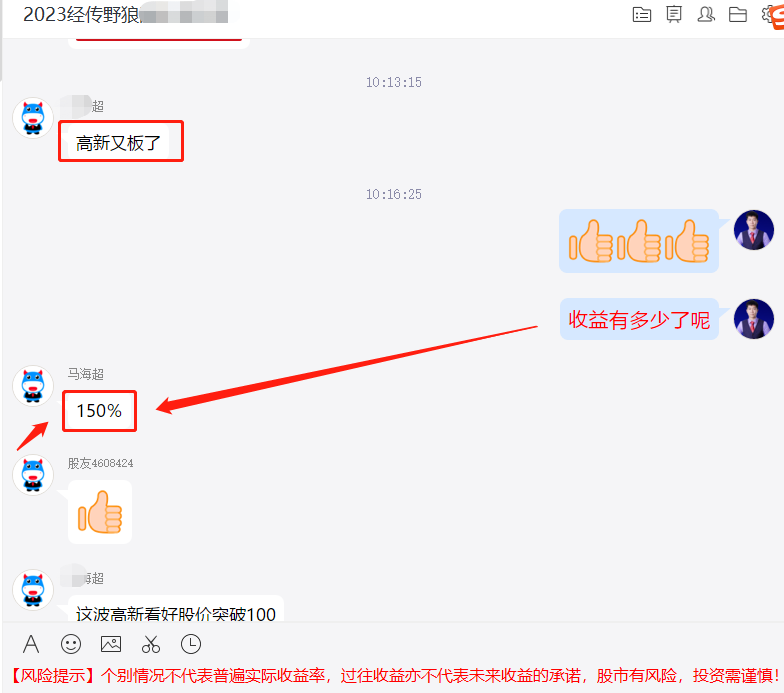 2023经传野狼
10:13:15
超
高新又板了
10:16:25
收益有多少了呢
马海超
150%
股友4608424
海超
这波高新看好股价突破100
【风险提示】个别情况不代表普遍实际收益率，过往收益亦不代表未来收益的承诺，股市有风险，投资需谨慎！